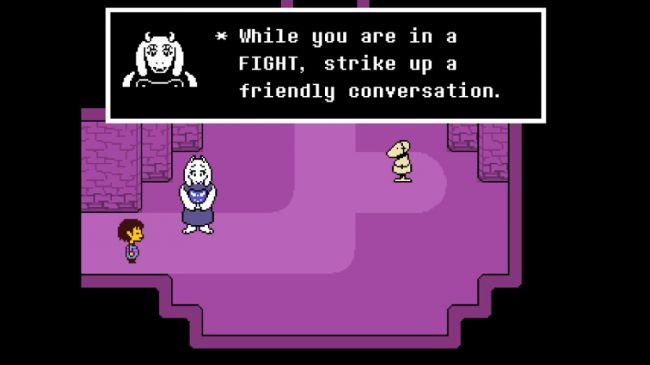 * While you are in a
FIGHT, strike up a
friendly conversation.